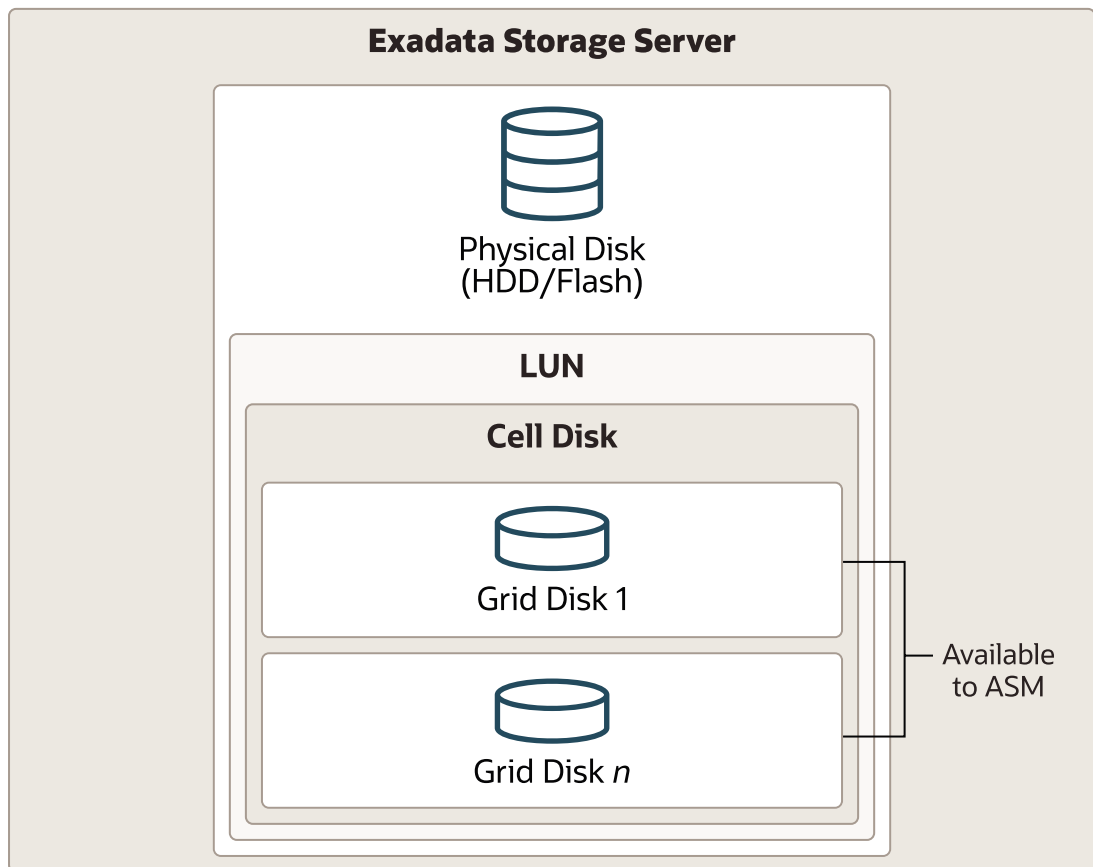 Exadata Storage Server
Physical Disk
(HDD/Flash)
LUN
Cell Disk
Grid Disk 1
Available
to ASM
Grid Disk n